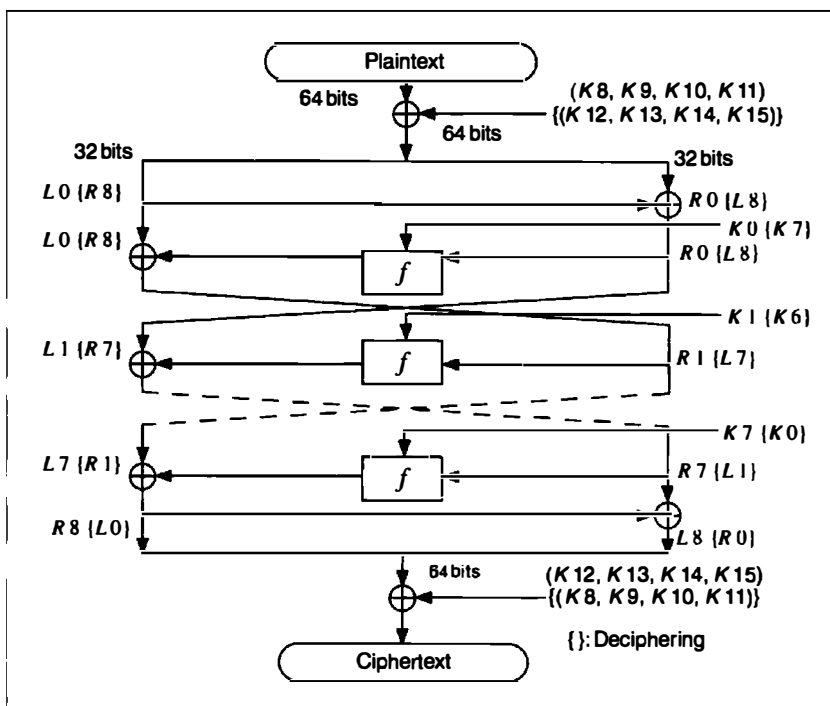 Plaintext
64 bits
(K8, K9, K10, K11)
{(K12, K13, K14, K15)}
64 bits
32 bits
32 bits
L0 {R8}
R0 {L8}
K0 {K7}
L0 {R8}
f
R0 {L8}
K1 {K6}
L1 {R7}
f
R1 {L7}
K7 {K0}
L7 {R1}
f
R7 {L1}
R8 {L0}
L8 {R0}
64 bits
(K12, K13, K14, K15)
{(K8, K9, K10, K11)}
{ }: Deciphering
Ciphertext